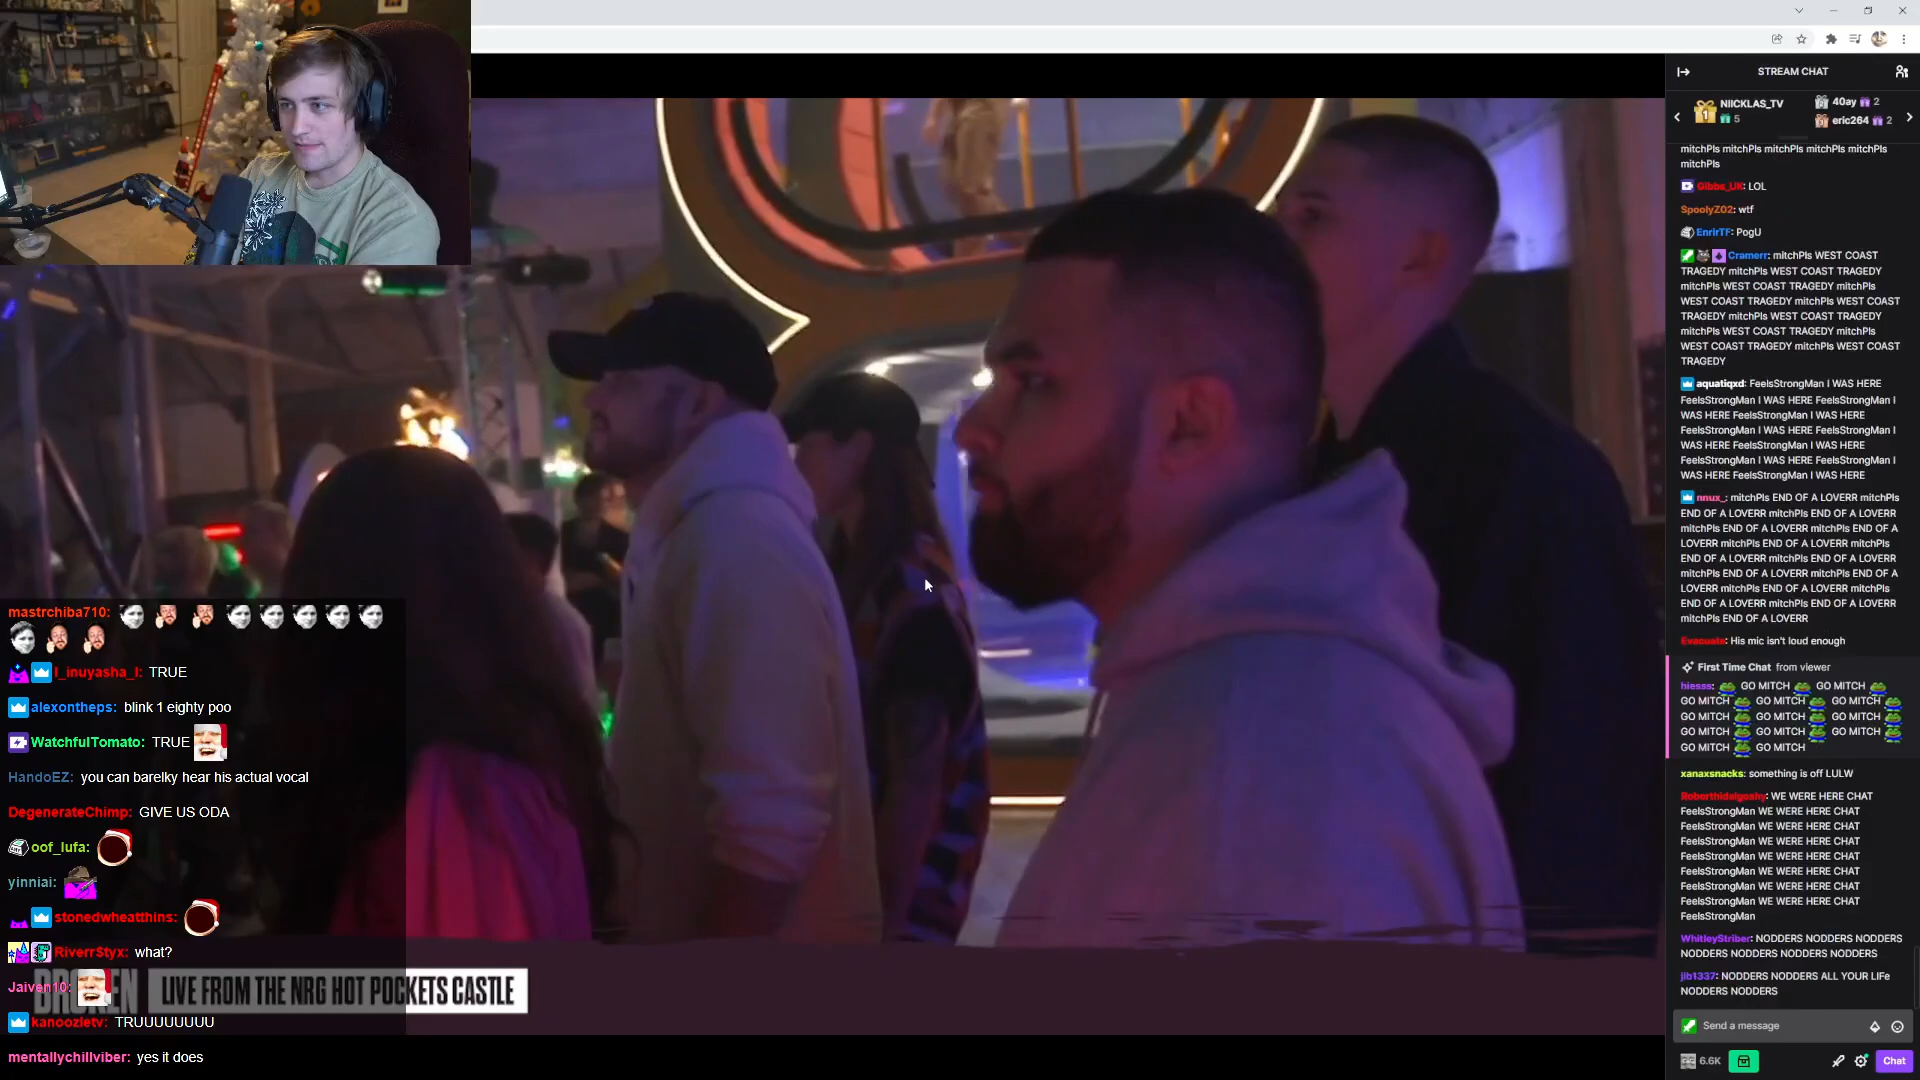 STREAM CHAT
NIICKLAS_TV
5
40ay 2
eric264 2
mitchPls mitchPls mitchPls mitchPls mitchPls
mitchPls
Gibbs_UK: LOL
SpoolyZ02: wtf
EnrirTF: PogU
Cramerr: mitchPls WEST COAST
TRAGEDY mitchPls WEST COAST TRAGEDY
mitchPls WEST COAST TRAGEDY mitchPls
WEST COAST TRAGEDY mitchPls WEST COAST
TRAGEDY mitchPls WEST COAST TRAGEDY
mitchPls WEST COAST TRAGEDY mitchPls
WEST COAST TRAGEDY mitchPls WEST COAST
TRAGEDY
aquatiqxd: FeelsStrongMan I WAS HERE
FeelsStrongMan I WAS HERE FeelsStrongMan I
WAS HERE FeelsStrongMan I WAS HERE
FeelsStrongMan I WAS HERE FeelsStrongMan I
WAS HERE FeelsStrongMan I WAS HERE
FeelsStrongMan I WAS HERE FeelsStrongMan I
WAS HERE FeelsStrongMan I WAS HERE
nnux_: mitchPls END OF A LOVERR mitchPls
END OF A LOVERR mitchPls END OF A LOVERR
mitchPls END OF A LOVERR mitchPls END OF A
LOVERR mitchPls END OF A LOVERR mitchPls
END OF A LOVERR mitchPls END OF A LOVERR
mitchPls END OF A LOVERR mitchPls END OF A
LOVERR mitchPls END OF A LOVERR mitchPls
END OF A LOVERR mitchPls END OF A LOVERR
mitchPls END OF A LOVERR
Evacuate: His mic isn't loud enough
First Time Chat from viewer
hiesss: GO MITCH GO MITCH
GO MITCH GO MITCH GO MITCH
GO MITCH GO MITCH GO MITCH
GO MITCH GO MITCH GO MITCH
GO MITCH GO MITCH
xanaxsnacks: something is off LULW
WE WERE HERE CHAT
FeelsStrongMan WE WERE HERE CHAT
FeelsStrongMan WE WERE HERE CHAT
FeelsStrongMan WE WERE HERE CHAT
FeelsStrongMan WE WERE HERE CHAT
FeelsStrongMan WE WERE HERE CHAT
FeelsStrongMan WE WERE HERE CHAT
FeelsStrongMan WE WERE HERE CHAT
FeelsStrongMan
WhitleyStriber: NODDERS NODDERS NODDERS
NODDERS NODDERS NODDERS NODDERS
jib1337: NODDERS NODDERS ALL YOUR LIFe
NODDERS NODDERS
Send a message
6.6K
Chat
mastrchiba710:
I_inuyasha_I: TRUE
alexontheps: blink 1 eighty poo
WatchfulTomato: TRUE
HandoEZ: you can barelky hear his actual vocal
DegenerateChimp: GIVE US ODA
oof_lufa:
yinniai:
stonedwheatthins:
Riverr$tyx: what?
Jaiven10:
BROKEN
LIVE FROM THE NRG HOT POCKETS CASTLE
kanoozletv: TRUUUUUUUU
mentallychillviber: yes it does